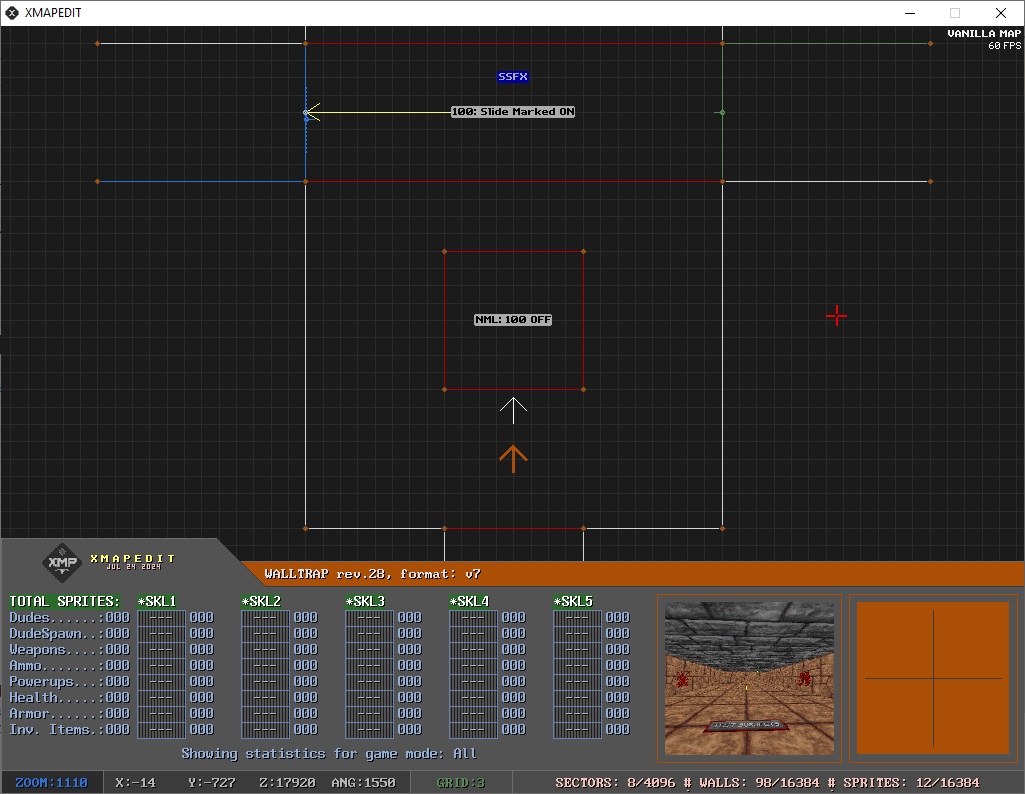 XMAPEDIT
VANILLA MAP
60 FPS
SSFX
100: Slide Marked ON
NML: 100 OFF
XMP
XMAPEDIT
JUL 24 2024
WALLTRAP rev.28, format: v7
TOTAL SPRITES: *SKL1 *SKL2 *SKL3 *SKL4 *SKL5
Dudes......:000 --- 000 --- 000 --- 000 --- 000 --- 000
DudeSpawn..:000 --- 000 --- 000 --- 000 --- 000 --- 000
Weapons....:000 --- 000 --- 000 --- 000 --- 000 --- 000
Ammo.......:000 --- 000 --- 000 --- 000 --- 000 --- 000
Powerups...:000 --- 000 --- 000 --- 000 --- 000 --- 000
Health.....:000 --- 000 --- 000 --- 000 --- 000 --- 000
Armor......:000 --- 000 --- 000 --- 000 --- 000 --- 000
Inv. Items.:000 --- 000 --- 000 --- 000 --- 000 --- 000
Showing statistics for game mode: All
ZOOM:1110 X:-14 Y:-727 Z:17920 ANG:1550 GRID:3 SECTORS: 8/4096 # WALLS: 98/16384 # SPRITES: 12/16384